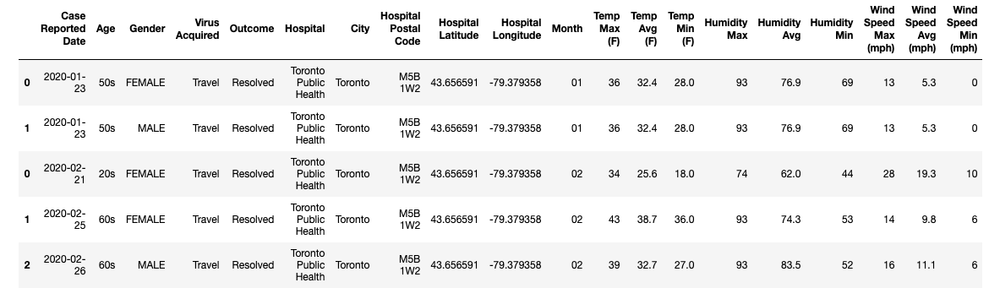 Case Reported Date Age Gender Virus Acquired Outcome Hospital City Hospital Postal Code Hospital Latitude Hospital Longitude Month Temp Max (F) Temp Avg (F) Temp Min (F) Humidity Max Humidity Avg Humidity Min Wind Speed Max (mph) Wind Speed Avg (mph) Wind Speed Min (mph)
0 2020-01-23 50s FEMALE Travel Resolved Toronto Public Health Toronto M5B 1W2 43.656591 -79.379358 01 36 32.4 28.0 93 76.9 69 13 5.3 0
1 2020-01-23 50s MALE Travel Resolved Toronto Public Health Toronto M5B 1W2 43.656591 -79.379358 01 36 32.4 28.0 93 76.9 69 13 5.3 0
0 2020-02-21 20s FEMALE Travel Resolved Toronto Public Health Toronto M5B 1W2 43.656591 -79.379358 02 34 25.6 18.0 74 62.0 44 28 19.3 10
1 2020-02-25 60s FEMALE Travel Resolved Toronto Public Health Toronto M5B 1W2 43.656591 -79.379358 02 43 38.7 36.0 93 74.3 53 14 9.8 6
2 2020-02-26 60s MALE Travel Resolved Toronto Public Health Toronto M5B 1W2 43.656591 -79.379358 02 39 32.7 27.0 93 83.5 52 16 11.1 6